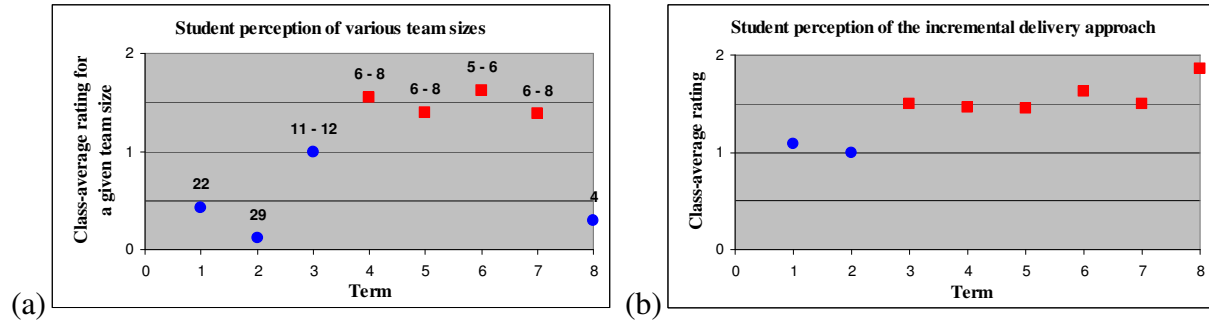 Student perception of various team sizes
Class-average rating for
a given team size
2
1
0
22
29
11 - 12
6 - 8
6 - 8
5 - 6
6 - 8
4
0 1 2 3 4 5 6 7 8
Term
(a)
Student perception of the incremental delivery approach
Class-average rating
2
1
0
0 1 2 3 4 5 6 7 8
Term
(b)